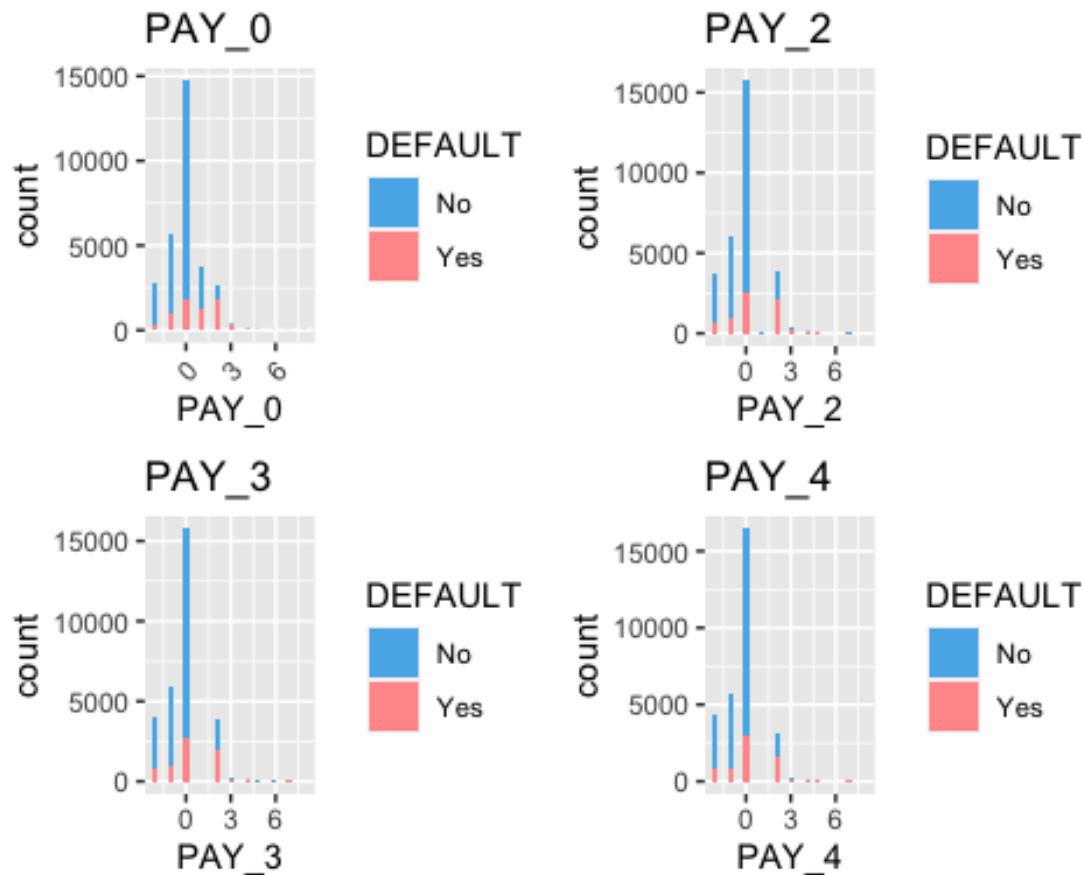 PAY_0
15000
10000
5000
0
count
0 3 6
PAY_0
DEFAULT
No
Yes
PAY_2
15000
10000
5000
0
count
0 3 6
PAY_2
DEFAULT
No
Yes
PAY_3
15000
10000
5000
0
count
0 3 6
PAY_3
DEFAULT
No
Yes
PAY_4
15000
10000
5000
0
count
0 3 6
PAY_4
DEFAULT
No
Yes